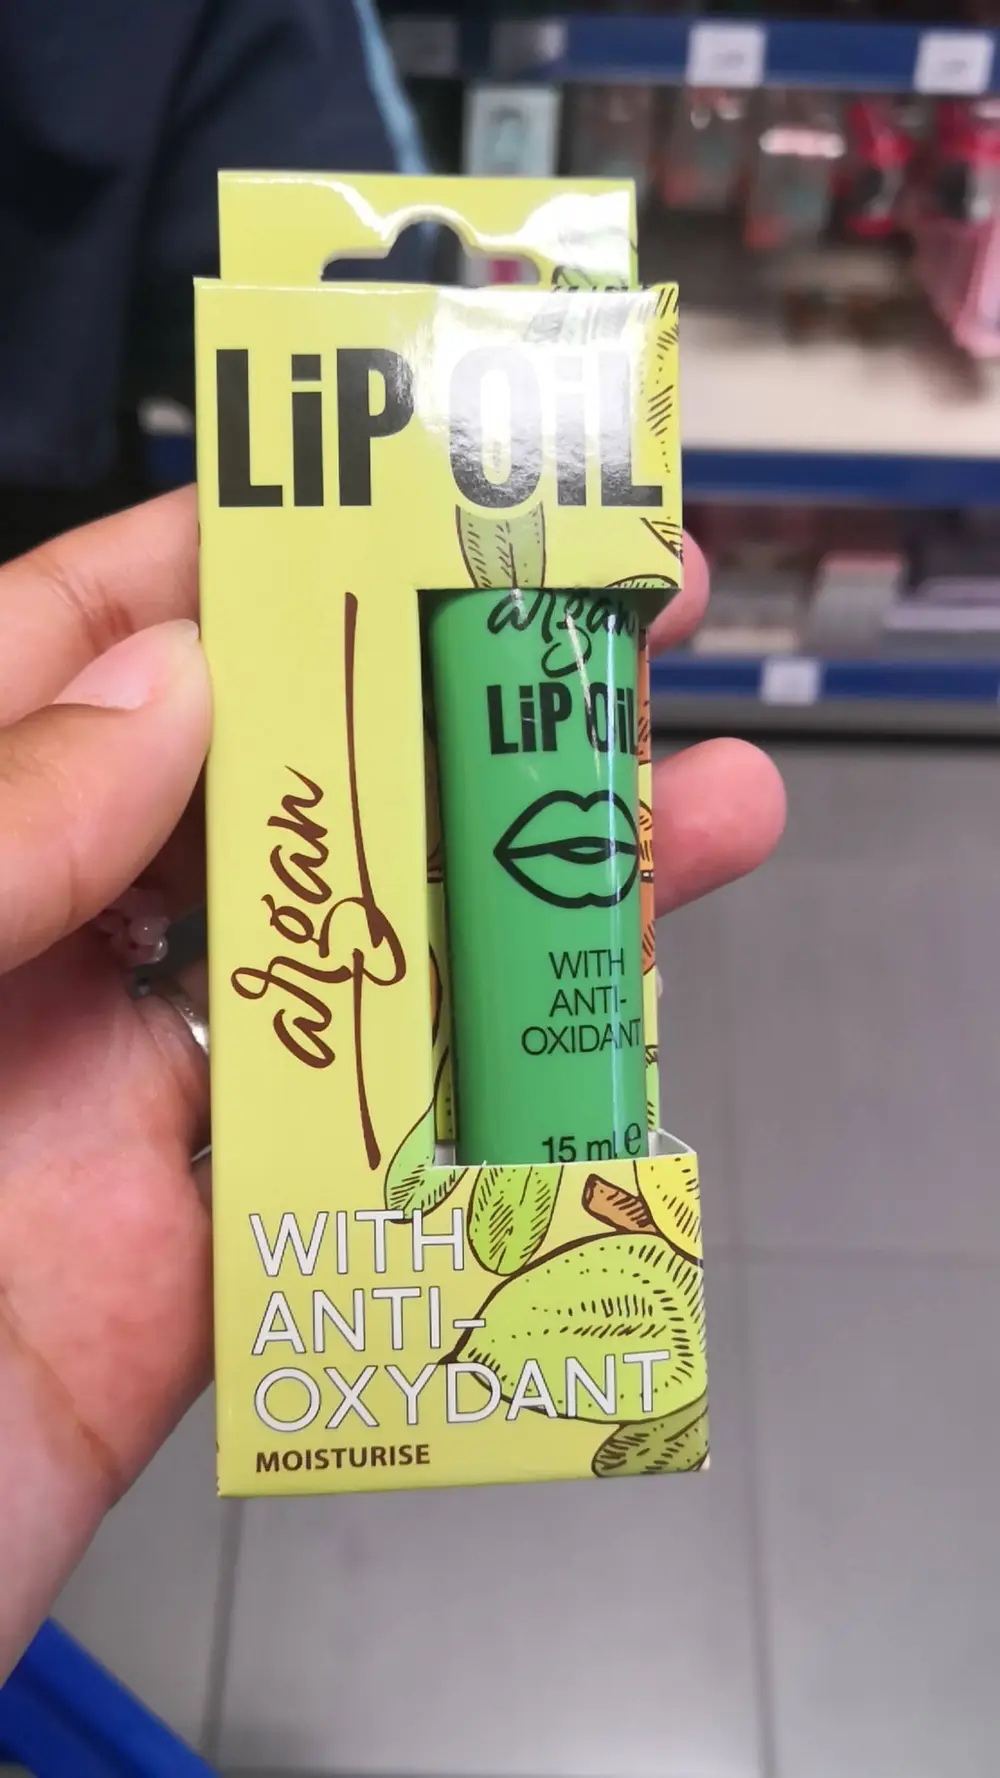 LiP OiL
argan
WITH
ANTI-
OXYDANT
MOISTURISE
argan
LiP OiL
WITH
ANTI-
OXIDANT
15 ml e